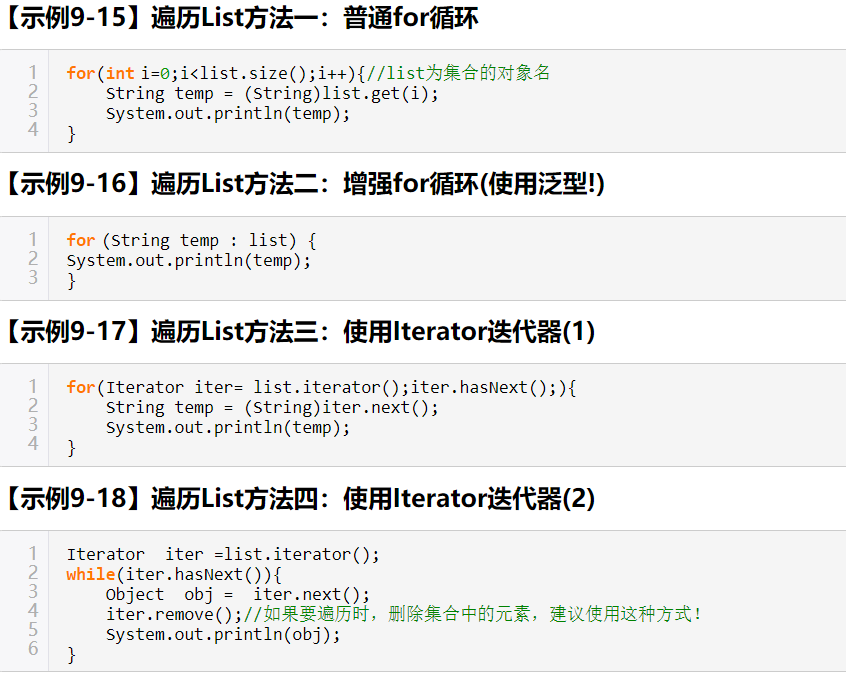 【示例9-15】遍历List方法一：普通for循环
1 for(int i=0;i<list.size();i++){//list为集合的对象名
2     String temp = (String)list.get(i);
3     System.out.println(temp);
4 }
【示例9-16】遍历List方法二：增强for循环(使用泛型!)
1 for (String temp : list) {
2 System.out.println(temp);
3 }
【示例9-17】遍历List方法三：使用Iterator迭代器(1)
1 for(Iterator iter= list.iterator();iter.hasNext();){
2     String temp = (String)iter.next();
3     System.out.println(temp);
4 }
【示例9-18】遍历List方法四：使用Iterator迭代器(2)
1 Iterator  iter =list.iterator();
2 while(iter.hasNext()){
3     Object  obj =  iter.next();
4     iter.remove();//如果要遍历时，删除集合中的元素，建议使用这种方式！
5     System.out.println(obj);
6 }